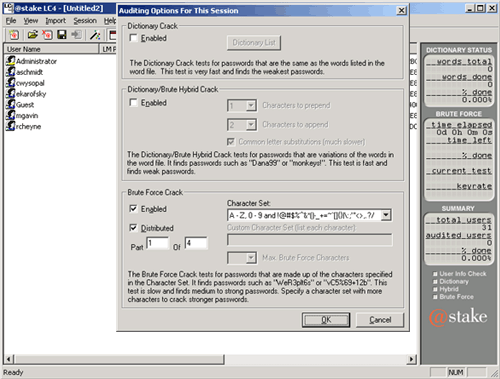 @stake LC4 - [Untitled2]
File View Import Session Help
User Name
LM P
Administrator
aschmidt
cwysopal
ekarofsky
Guest
mgavin
rcheyne
Auditing Options For This Session
Dictionary Crack
Enabled
Dictionary List
The Dictionary Crack tests for passwords that are the same as the words listed in the
word file. This test is very fast and finds the weakest passwords.
Dictionary/Brute Hybrid Crack
Enabled
1 Characters to prepend
2 Characters to append
Common letter substitutions (much slower)
The Dictionary/Brute Hybrid Crack tests for passwords that are variations of the words
in the word file. It finds passwords such as "Dana99" or "monkeys!". This test is fast and
finds weak passwords.
Brute Force Crack
Enabled
Distributed
Part 1 Of 4
Character Set:
Custom Character Set (list each character):
Max. Brute Force Characters
The Brute Force Crack tests for passwords that are made up of the characters specified
in the Character Set. It finds passwords such as "WeR3plt6s" or "vC5%69+12b". This
test is slow and finds medium to strong passwords. Specify a character set with more
characters to crack stronger passwords.
OK
Cancel
DICTIONARY STATUS
words total
0
words done
0
% done
0.000%
BRUTE FORCE
time elapsed
0d 0h 0m 0s
time left
% done
current test
keyrate
SUMMARY
total users
31
audited users
0
% done
0.000%
User Info Check
Dictionary
Hybrid
Brute Force
@stake
Ready
NUM